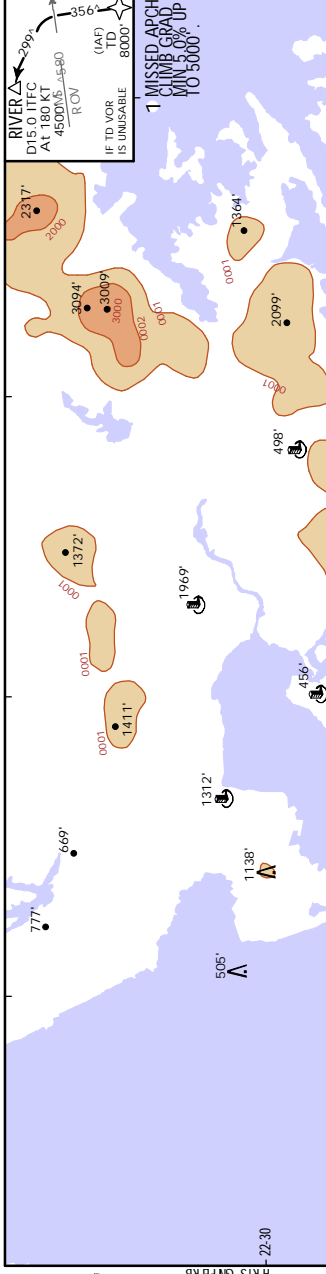 RIVER
D15.0 ITFC
At 180 KT
4500
ROV
299^
356^
(IAF)
TD
8000'
IF TD VOR
IS UNUSABLE
1 MISSED APCH
CLIMB GRAD
MIN 5.0% UP
TO 5000'.
2317'
2000
3094'
3009'
3000
2000
1000
1364'
1000
2099'
1000
498'
1372'
1000
1969'
1000
1411'
1000
456'
1312'
669'
1138'
777'
505'
22-30